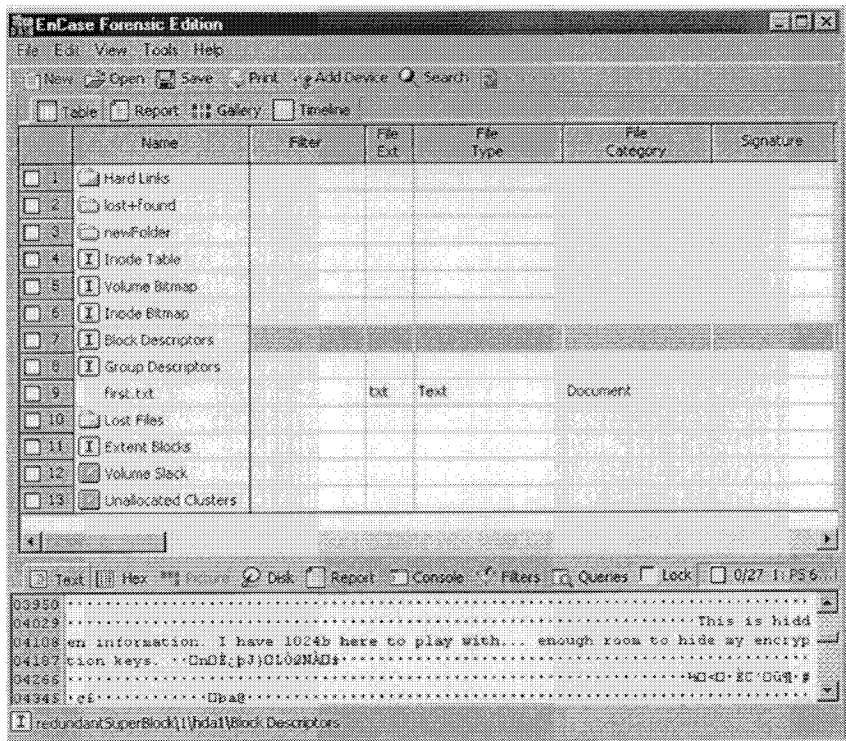 EnCase Forensic Edition
File Edit View Tools Help
New Open Save Print Add Device Search
Table Report Gallery Timeline
Name Filter File Ext File Type File Category Signature
1 Hard Links
2 lost+found
3 newFolder
4 I Inode Table
5 I Volume Bitmap
6 I Inode Bitmap
7 I Block Descriptors
8 I Group Descriptors
9 first.txt txt Text Document
10 Lost Files
11 I Extent Blocks
12 Volume Slack
13 Unallocated Clusters
Text Hex Picture Disk Report Console Filters Queries Lock 0/27
03950
04029 This is hidd
04108 en information. I have 1024b here to play with... enough room to hide my encryp
04187 tion keys.
04266
04345
I redundantSuperBlock\1\hda1\Block Descriptors